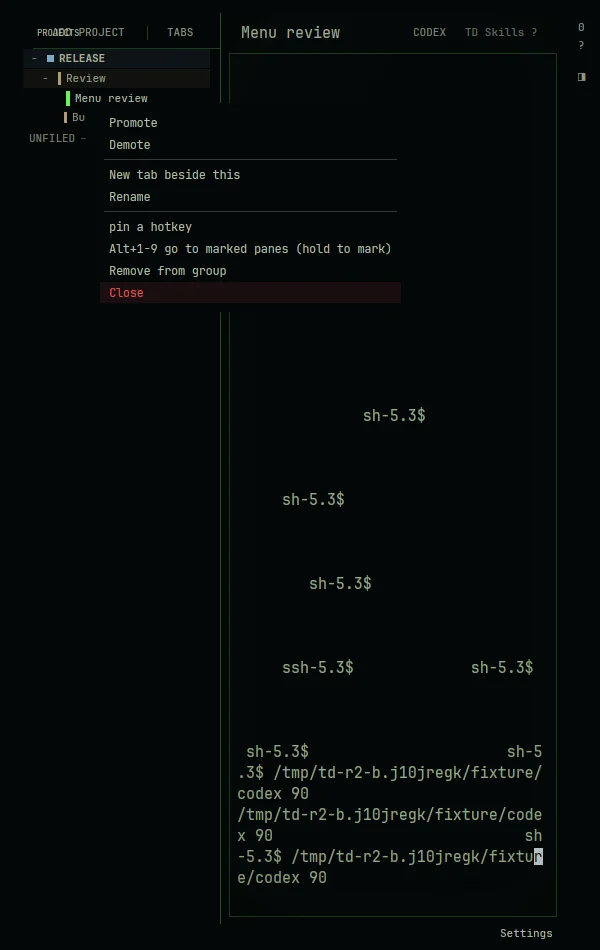 PROJECTS ADD PROJECT TABS Menu review CODEX TD Skills ? 0
?
- RELEASE
- Review
Menu review
Bu
UNFILED -
Promote
Demote
New tab beside this
Rename
pin a hotkey
Alt+1-9 go to marked panes (hold to mark)
Remove from group
Close
sh-5.3$
sh-5.3$
sh-5.3$
ssh-5.3$ sh-5.3$
sh-5.3$ sh-5
.3$ /tmp/td-r2-b.j10jregk/fixture/
codex 90
/tmp/td-r2-b.j10jregk/fixture/code
x 90 sh
-5.3$ /tmp/td-r2-b.j10jregk/fixtur
e/codex 90
Settings